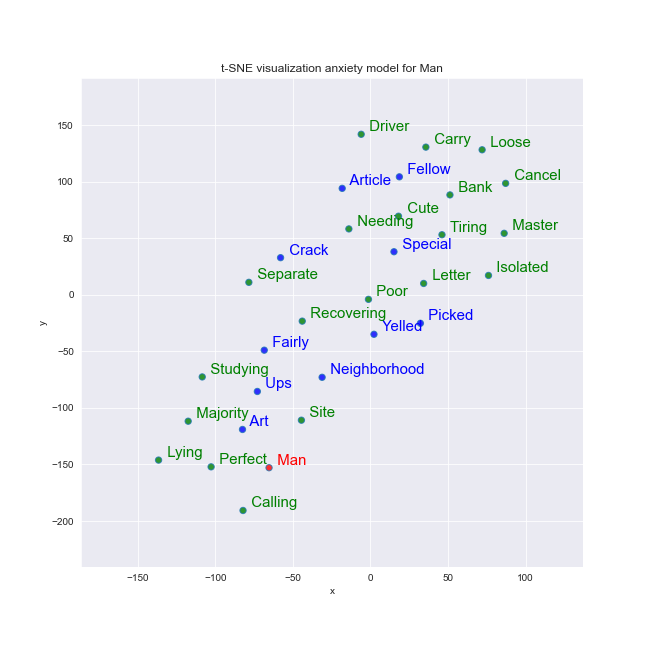 t-SNE visualization anxiety model for Man
Driver
Carry
Loose
Fellow
Article
Cancel
Bank
Cute
Needing
Tiring
Master
Special
Crack
Separate
Letter
Isolated
Poor
Recovering
Yelled
Picked
Fairly
Studying
Neighborhood
Ups
Majority
Site
Art
Lying
Perfect
Man
Calling
150
100
50
0
−50
−100
−150
−200
y
−150
−100
−50
0
50
100
x